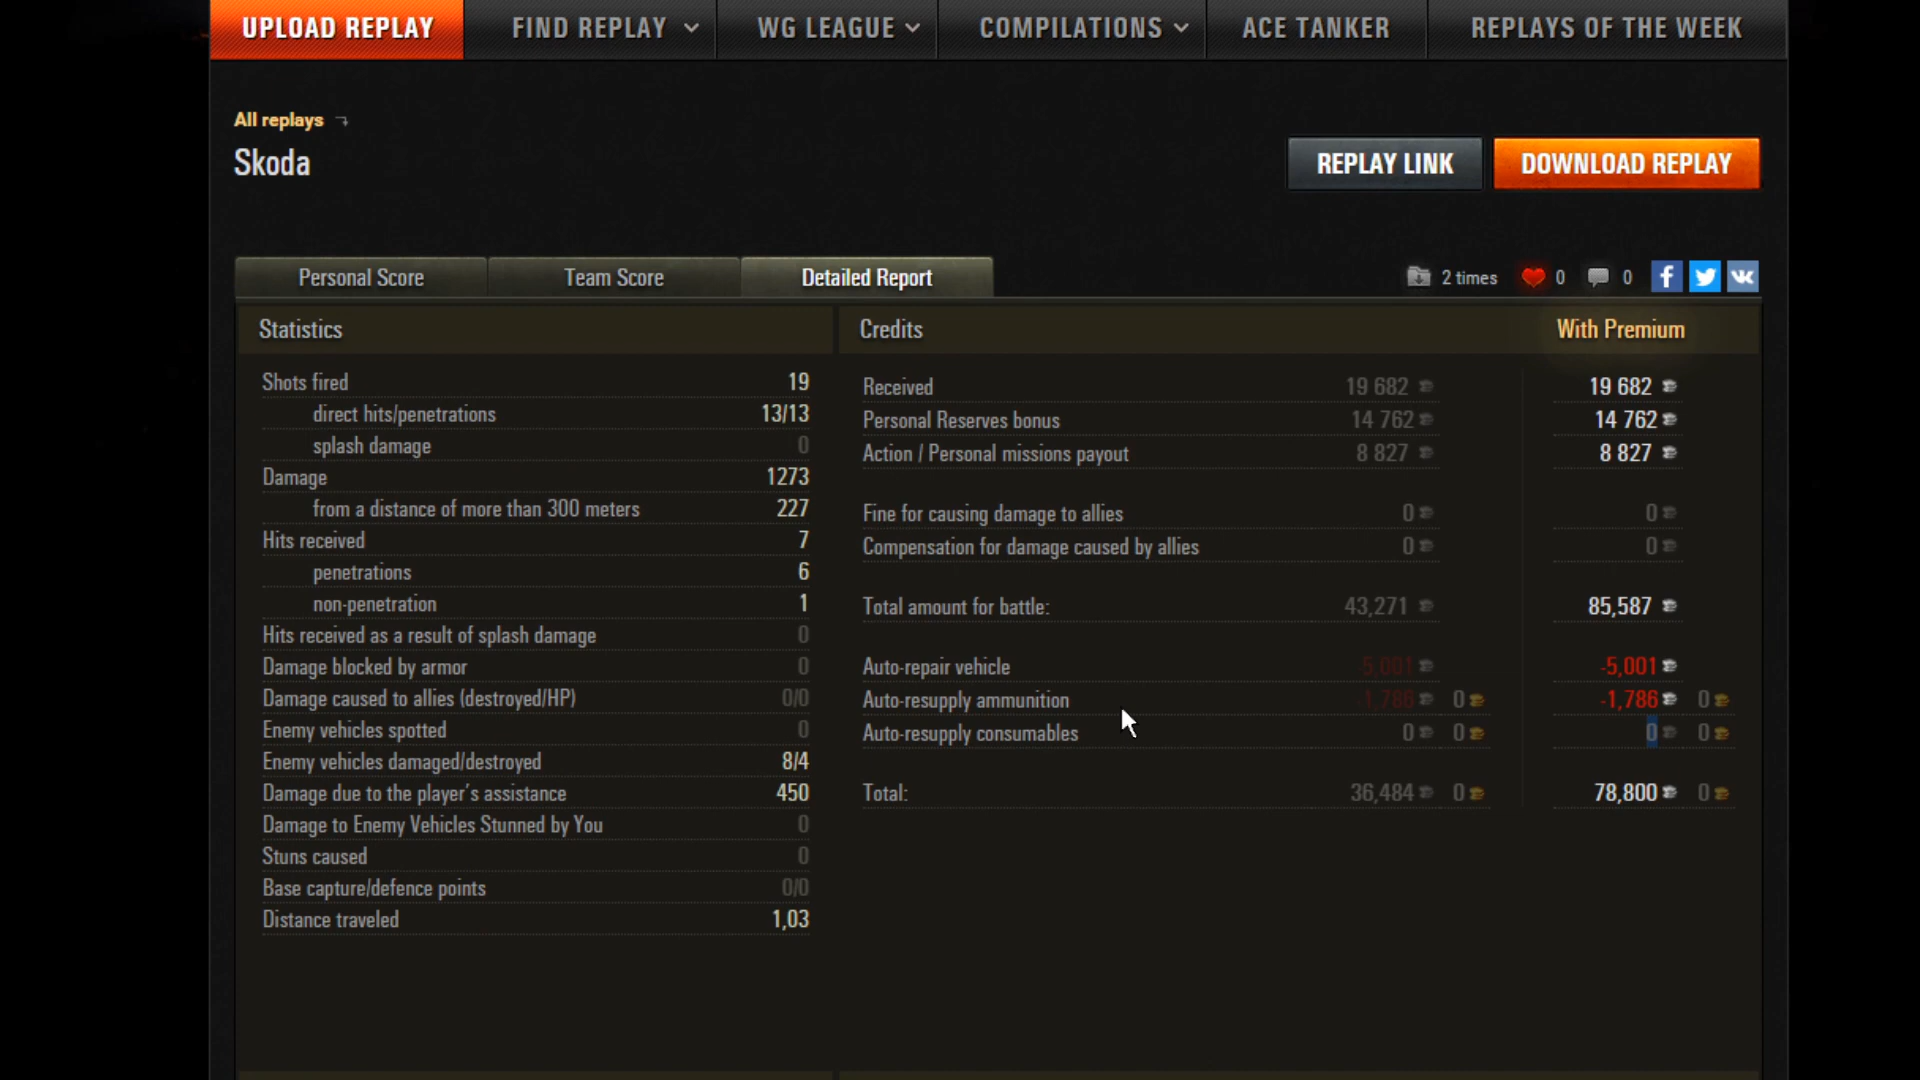 UPLOAD REPLAY FIND REPLAY WG LEAGUE COMPILATIONS ACE TANKER REPLAYS OF THE WEEK
All replays
Skoda
REPLAY LINK DOWNLOAD REPLAY
Personal Score Team Score Detailed Report 2 times 0 0
Statistics Credits With Premium
Shots fired 19
direct hits/penetrations 13/13
splash damage 0
Damage 1273
from a distance of more than 300 meters 227
Hits received 7
penetrations 6
non-penetration 1
Hits received as a result of splash damage 0
Damage blocked by armor 0
Damage caused to allies (destroyed/HP) 0/0
Enemy vehicles spotted 0
Enemy vehicles damaged/destroyed 8/4
Damage due to the player's assistance 450
Damage to Enemy Vehicles Stunned by You 0
Stuns caused 0
Base capture/defence points 0/0
Distance traveled 1,03
Received 19 682 19 682
Personal Reserves bonus 14 762 14 762
Action / Personal missions payout 8 827 8 827
Fine for causing damage to allies 0 0
Compensation for damage caused by allies 0 0
Total amount for battle: 43,271 85,587
Auto-repair vehicle -5,001 -5,001
Auto-resupply ammunition -1,786 0 -1,786 0
Auto-resupply consumables 0 0 0 0
Total: 36,484 0 78,800 0